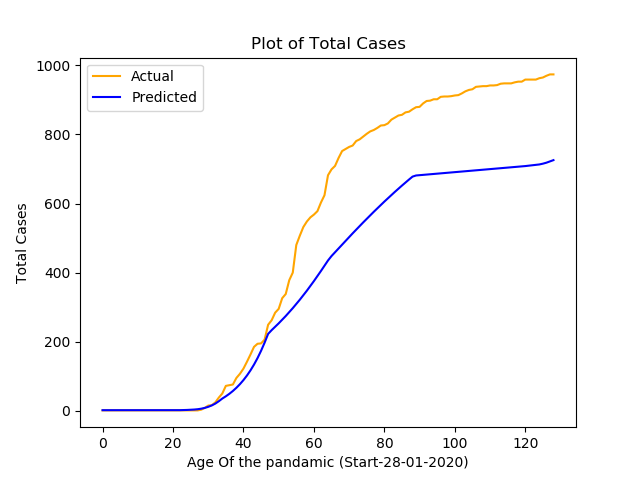 Plot of Total Cases
Actual
Predicted
1000
800
600
400
200
0
Total Cases
0 20 40 60 80 100 120
Age Of the pandamic (Start-28-01-2020)